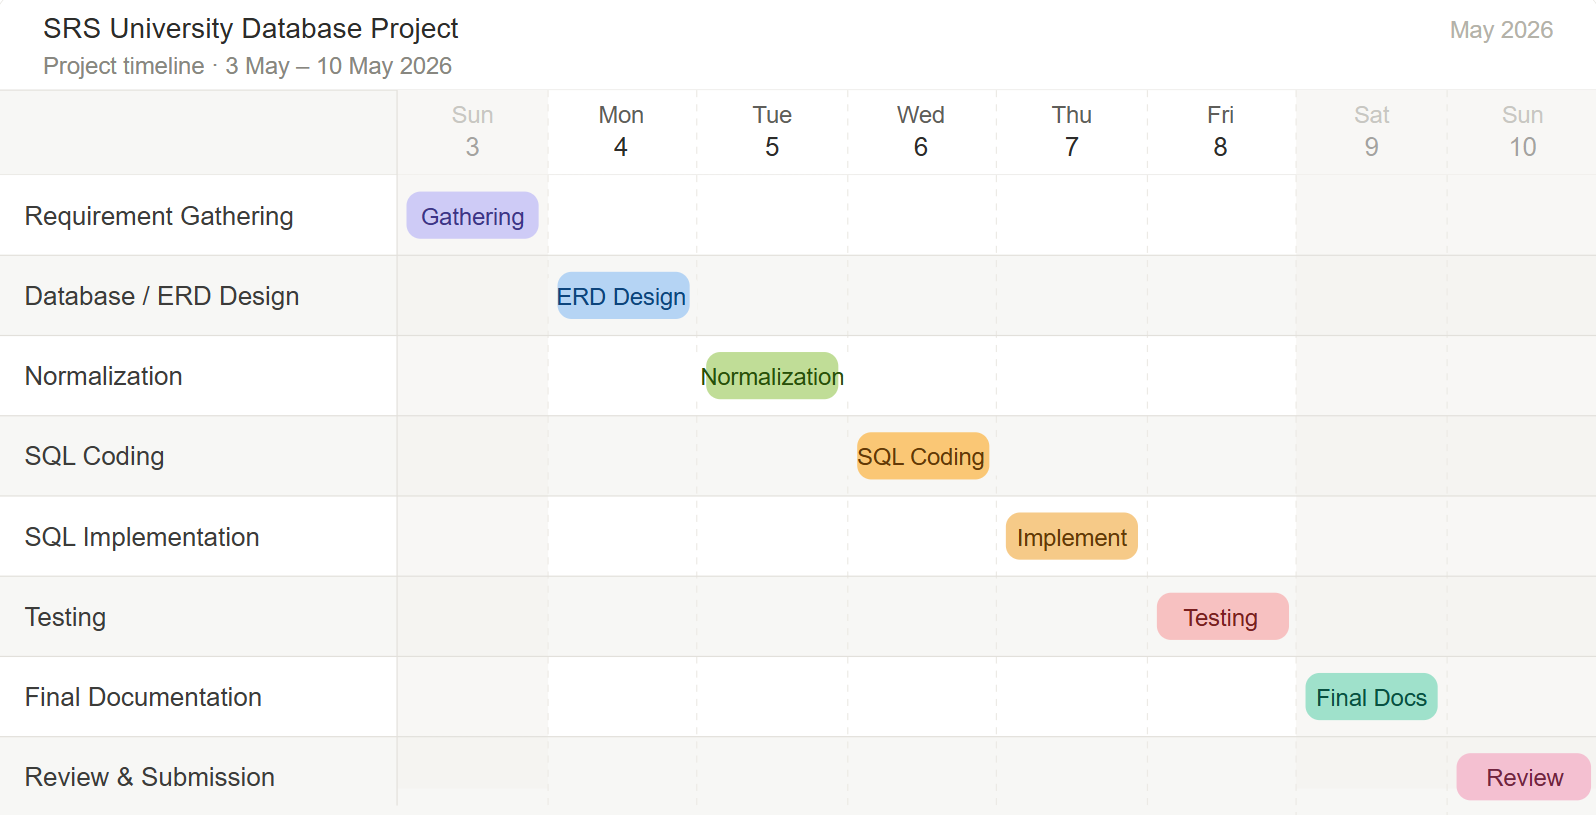 SRS University Database Project
May 2026
Project timeline · 3 May – 10 May 2026
Sun Mon Tue Wed Thu Fri Sat Sun
3 4 5 6 7 8 9 10
Requirement Gathering Gathering
Database / ERD Design ERD Design
Normalization Normalization
SQL Coding SQL Coding
SQL Implementation Implement
Testing Testing
Final Documentation Final Docs
Review & Submission Review